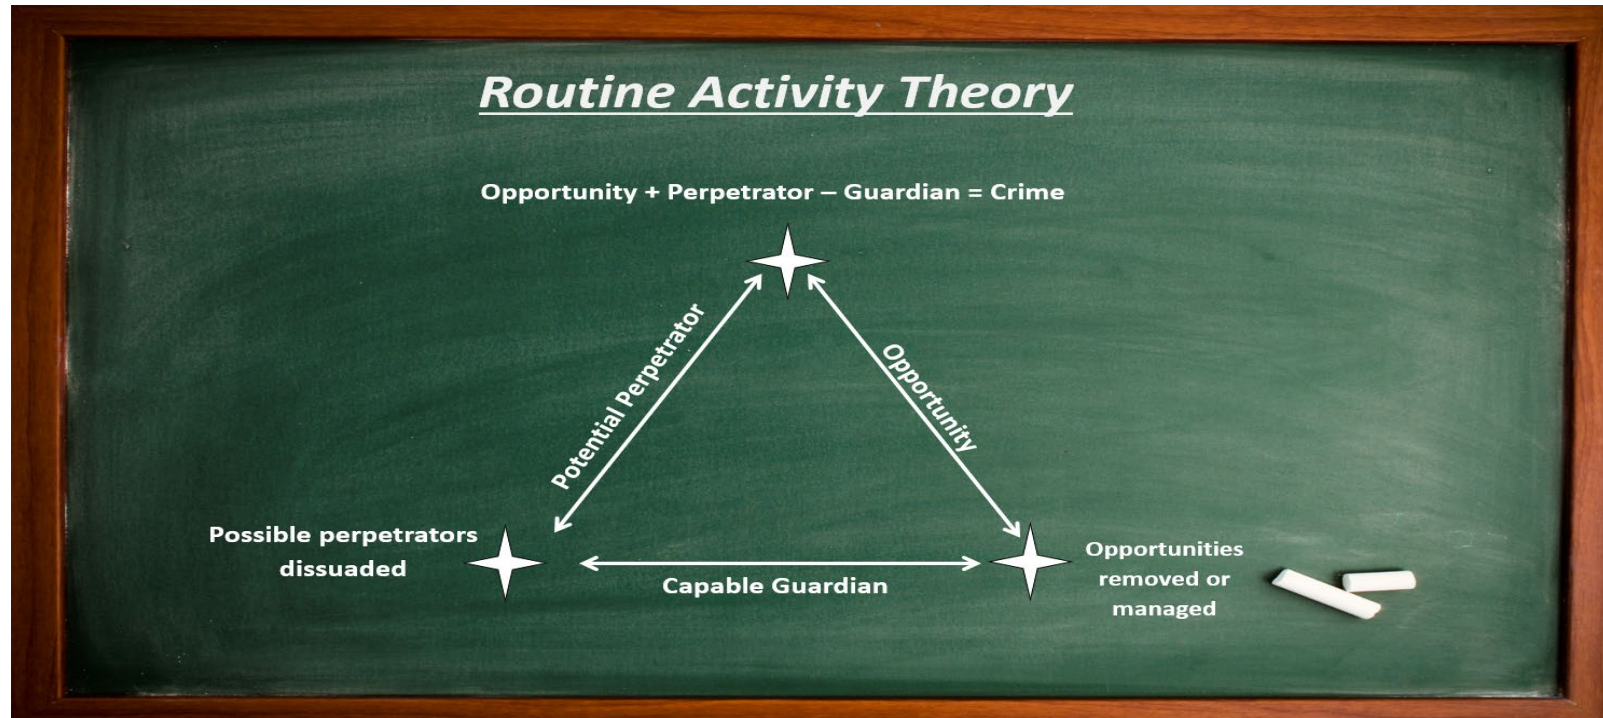 Routine Activity Theory
Opportunity + Perpetrator – Guardian = Crime
Potential Perpetrator
Opportunity
Possible perpetrators
dissuaded
Capable Guardian
Opportunities
removed or
managed